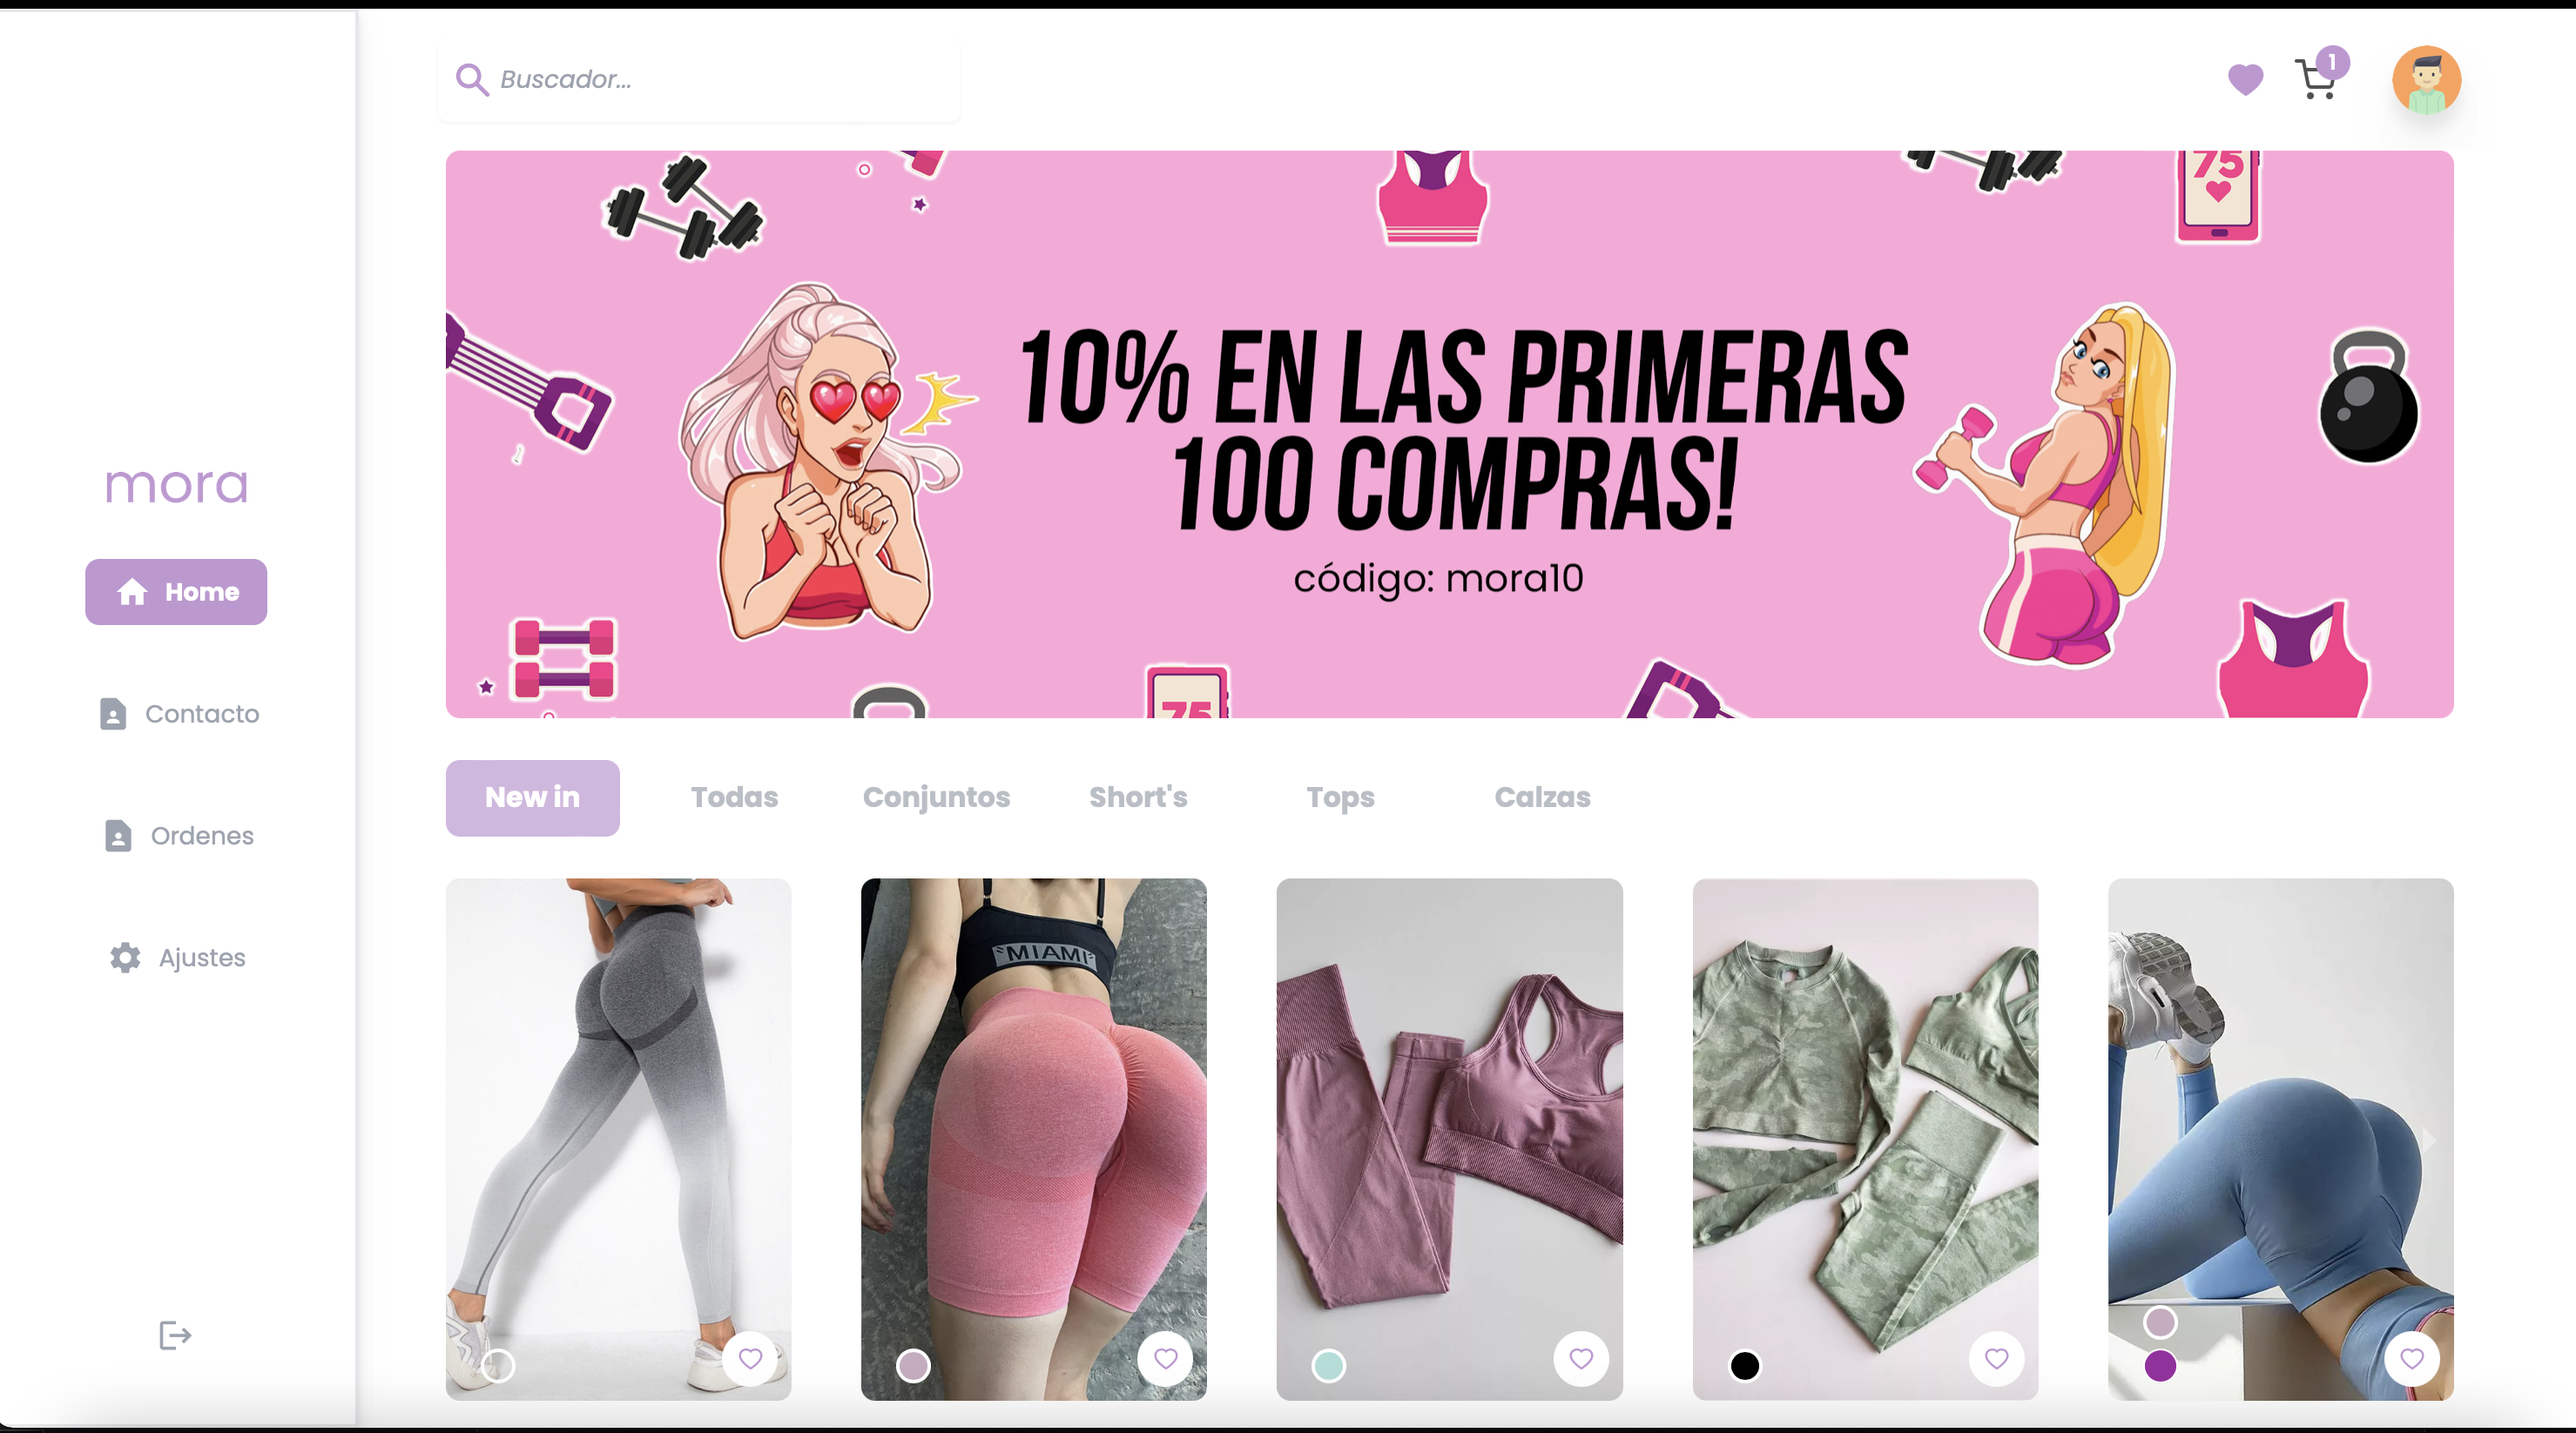 Buscador...
1
75
mora
Home
Contacto
Ordenes
Ajustes
10% EN LAS PRIMERAS
100 COMPRAS!
código: mora10
75
New in
Todas
Conjuntos
Short's
Tops
Calzas
MIAMI